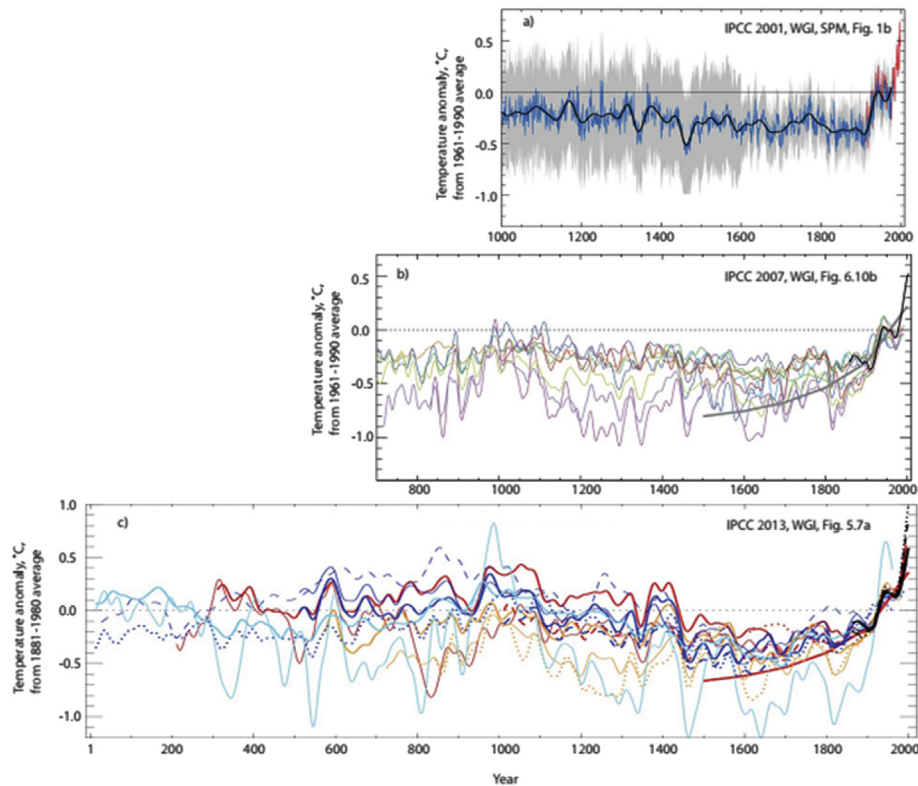 a)
IPCC 2001, WGI, SPM, Fig. 1b
Temperature anomaly, °C,
from 1961-1990 average
0.5
0.0
-0.5
-1.0
1000 1200 1400 1600 1800 2000
b)
IPCC 2007, WGI, Fig. 6.10b
Temperature anomaly, °C,
from 1961-1990 average
0.5
0.0
-0.5
-1.0
800 1000 1200 1400 1600 1800 2000
c)
IPCC 2013, WGI, Fig. 5.7a
Temperature anomaly, °C,
from 1881-1980 average
1.0
0.5
0.0
-0.5
-1.0
1 200 400 600 800 1000 1200 1400 1600 1800 2000
Year